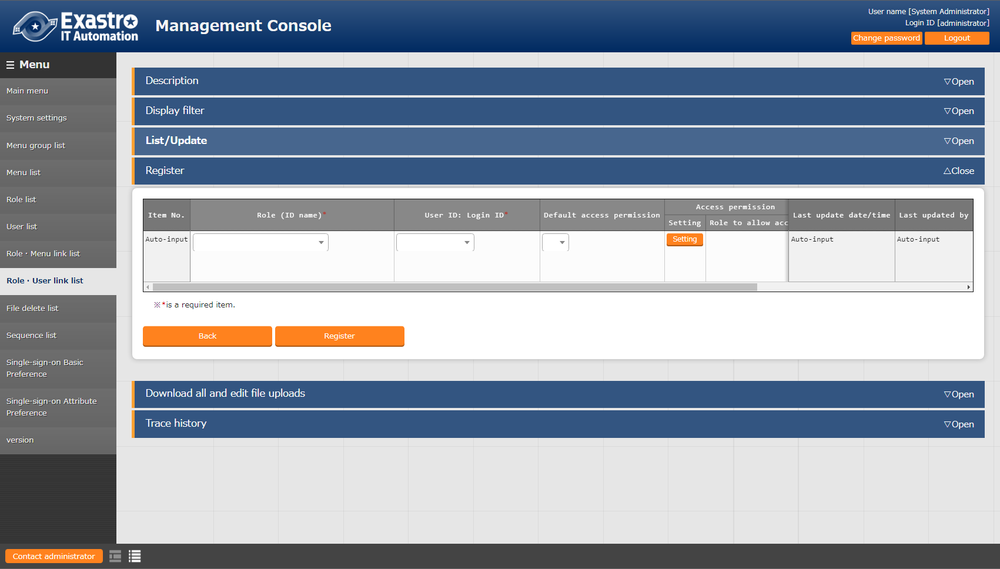 Exastro
IT Automation
Management Console
User name [System Administrator]
Login ID [administrator]
Change password
Logout
Menu
Main menu
System settings
Menu group list
Menu list
Role list
User list
Role・Menu link list
Role・User link list
File delete list
Sequence list
Single-sign-on Basic
Preference
Single-sign-on Attribute
Preference
version
Description
▽Open
Display filter
▽Open
List/Update
▽Open
Register
△Close
Item No.
Role (ID name)*
User ID: Login ID*
Default access permission
Access permission
Setting
Role to allow acc
Last update date/time
Last updated by
Auto-input
Setting
Auto-input
Auto-input
※*is a required item.
Back
Register
Download all and edit file uploads
▽Open
Trace history
▽Open
Contact administrator